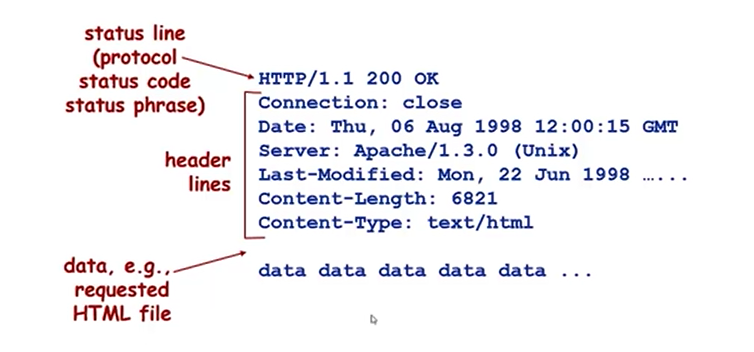 status line
(protocol
status code
status phrase)
HTTP/1.1 200 OK
Connection: close
Date: Thu, 06 Aug 1998 12:00:15 GMT
Server: Apache/1.3.0 (Unix)
Last-Modified: Mon, 22 Jun 1998 …...
Content-Length: 6821
Content-Type: text/html
header
lines
data, e.g.,
requested
HTML file
data data data data data ...